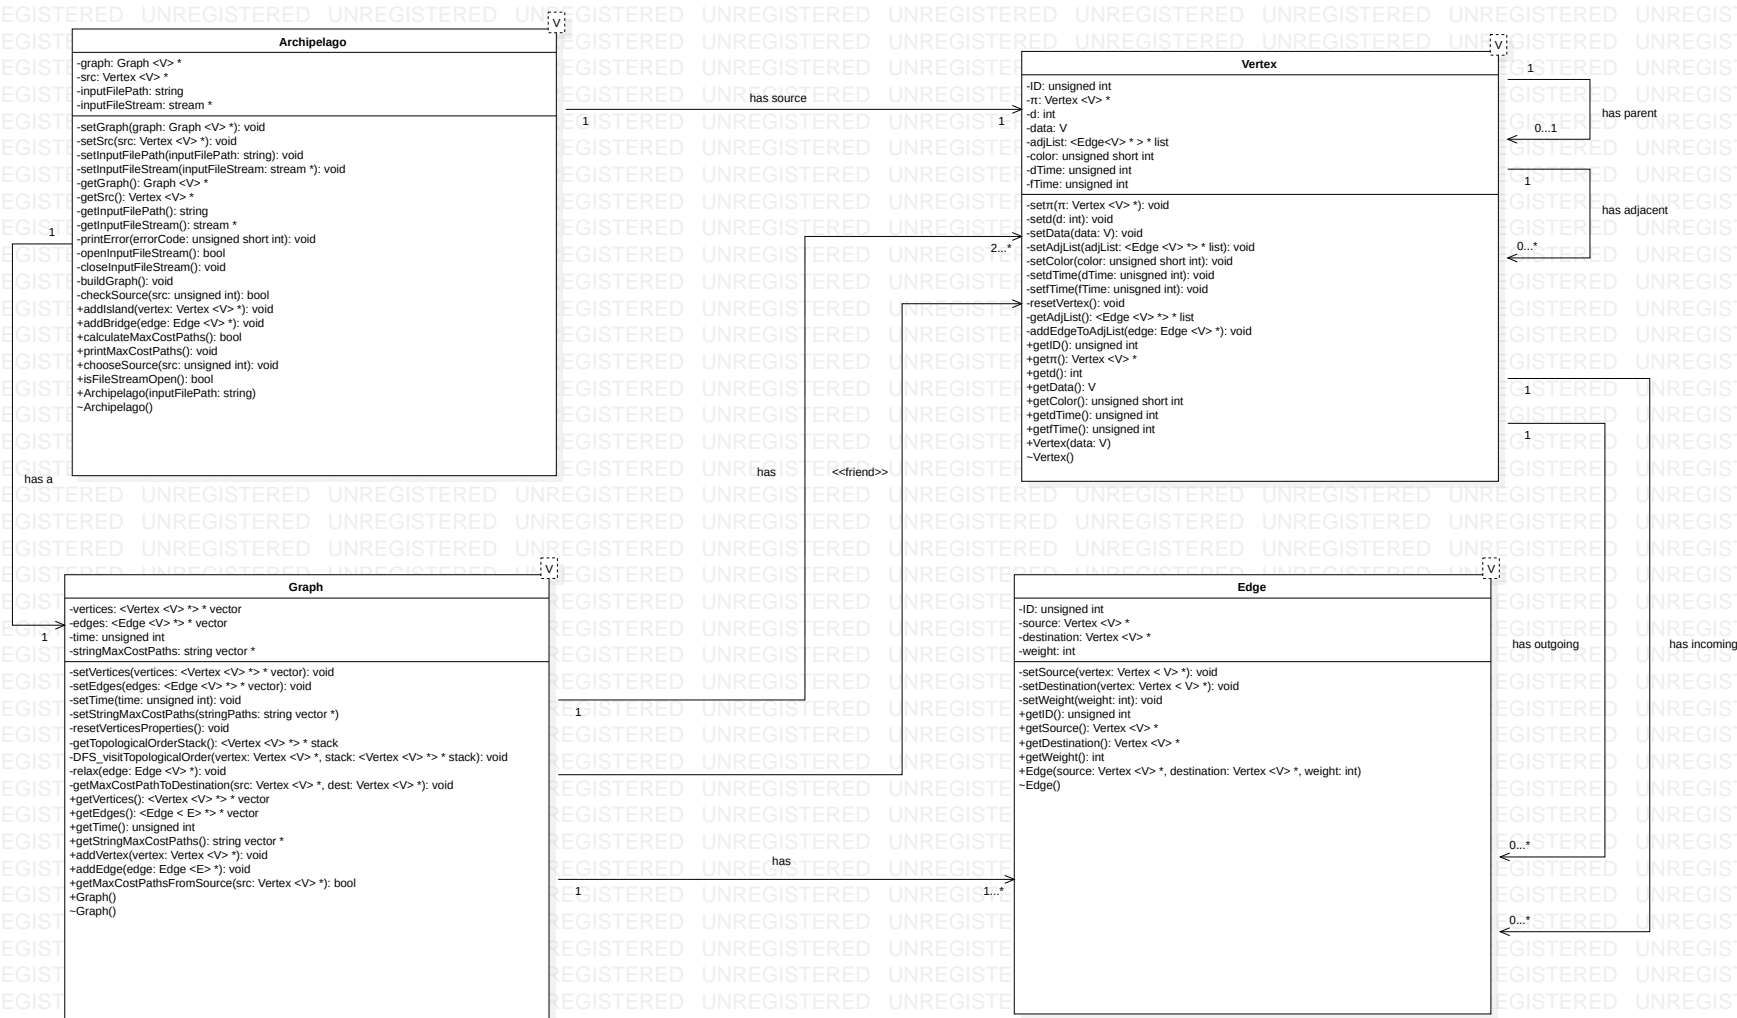 V
Archipelago
-graph: Graph <V> *
-src: Vertex <V> *
-inputFilePath: string
-inputFileStream: stream *
-setGraph(graph: Graph <V> *): void
-setSrc(src: Vertex <V> *): void
-setInputFilePath(inputFilePath: string): void
-setInputFileStream(inputFileStream: stream *): void
-getGraph(): Graph <V> *
-getSrc(): Vertex <V> *
-getInputFilePath(): string
-getInputFileStream(): stream *
-printError(errorCode: unsigned short int): void
-openInputFileStream(): bool
-closeInputFileStream(): void
-buildGraph(): void
-checkSource(src: unsigned int): bool
+addIsland(vertex: Vertex <V> *): void
+addBridge(edge: Edge <V> *): void
+calculateMaxCostPaths(): bool
+printMaxCostPaths(): void
+chooseSource(src: unsigned int): void
+isFileStreamOpen(): bool
+Archipelago(inputFilePath: string)
~Archipelago()
has source
1
1
1
has a
1
V
Vertex
-ID: unsigned int
-π: Vertex <V> *
-d: int
-data: V
-adjList: <Edge<V> * > * list
-color: unsigned short int
-dTime: unsigned int
-fTime: unsigned int
-setπ(π: Vertex <V> *): void
-setd(d: int): void
-setData(data: V): void
-setAdjList(adjList: <Edge <V> *> * list): void
-setColor(color: unsigned short int): void
-setdTime(dTime: unisgned int): void
-setfTime(fTime: unisgned int): void
-resetVertex(): void
-getAdjList(): <Edge <V> *> * list
-addEdgeToAdjList(edge: Edge <V> *): void
+getID(): unsigned int
+getπ(): Vertex <V> *
+getd(): int
+getData(): V
+getColor(): unsigned short int
+getdTime(): unsigned int
+getfTime(): unsigned int
+Vertex(data: V)
~Vertex()
1
has parent
0...1
1
has adjacent
0...*
1
1
has outgoing
has incoming
0...*
0...*
2...*
has
<<friend>>
V
Graph
-vertices: <Vertex <V> *> * vector
-edges: <Edge <V> *> * vector
-time: unsigned int
-stringMaxCostPaths: string vector *
-setVertices(vertices: <Vertex <V> *> * vector): void
-setEdges(edges: <Edge <V> *> * vector): void
-setTime(time: unsigned int): void
-setStringMaxCostPaths(stringPaths: string vector *)
-resetVerticesProperties(): void
-getTopologicalOrderStack(): <Vertex <V> *> * stack
-DFS_visitTopologicalOrder(vertex: Vertex <V> *, stack: <Vertex <V> *> * stack): void
-relax(edge: Edge <V> *): void
-getMaxCostPathToDestination(src: Vertex <V> *, dest: Vertex <V> *): void
+getVertices(): <Vertex <V> *> * vector
+getEdges(): <Edge < E> *> * vector
+getTime(): unsigned int
+getStringMaxCostPaths(): string vector *
+addVertex(vertex: Vertex <V> *): void
+addEdge(edge: Edge <E> *): void
+getMaxCostPathsFromSource(src: Vertex <V> *): bool
+Graph()
~Graph()
1
has
1
1...*
V
Edge
-ID: unsigned int
-source: Vertex <V> *
-destination: Vertex <V> *
-weight: int
-setSource(vertex: Vertex < V> *): void
-setDestination(vertex: Vertex < V> *): void
-setWeight(weight: int): void
+getID(): unsigned int
+getSource(): Vertex <V> *
+getDestination(): Vertex <V> *
+getWeight(): int
+Edge(source: Vertex <V> *, destination: Vertex <V> *, weight: int)
~Edge()
UNREGISTERED